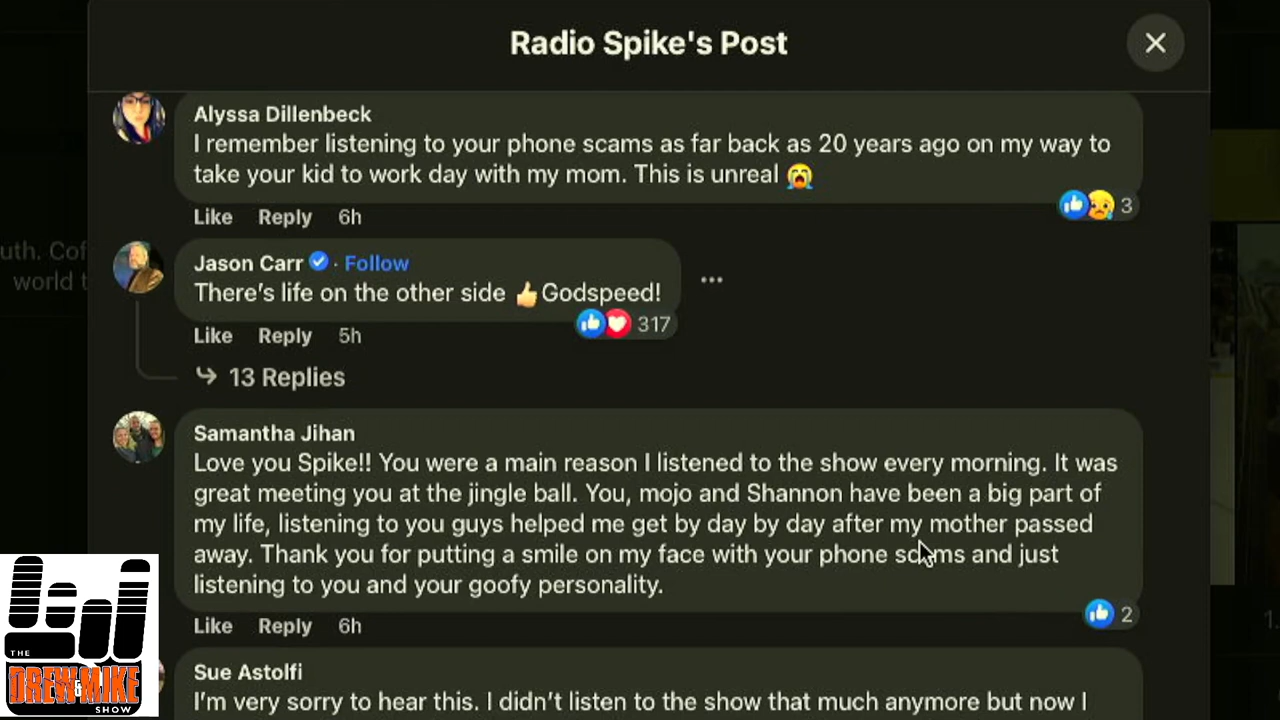 Radio Spike's Post
Alyssa Dillenbeck
I remember listening to your phone scams as far back as 20 years ago on my way to
take your kid to work day with my mom. This is unreal 😭
Like Reply 6h
3
uth. Cof
world t
Jason Carr · Follow
There's life on the other side 👍Godspeed!
317
Like Reply 5h
13 Replies
Samantha Jihan
Love you Spike!! You were a main reason I listened to the show every morning. It was
great meeting you at the jingle ball. You, mojo and Shannon have been a big part of
my life, listening to you guys helped me get by day by day after my mother passed
away. Thank you for putting a smile on my face with your phone scams and just
listening to you and your goofy personality.
2
Like Reply 6h
Sue Astolfi
I'm very sorry to hear this. I didn't listen to the show that much anymore but now I
THE
DREW & MIKE
SHOW